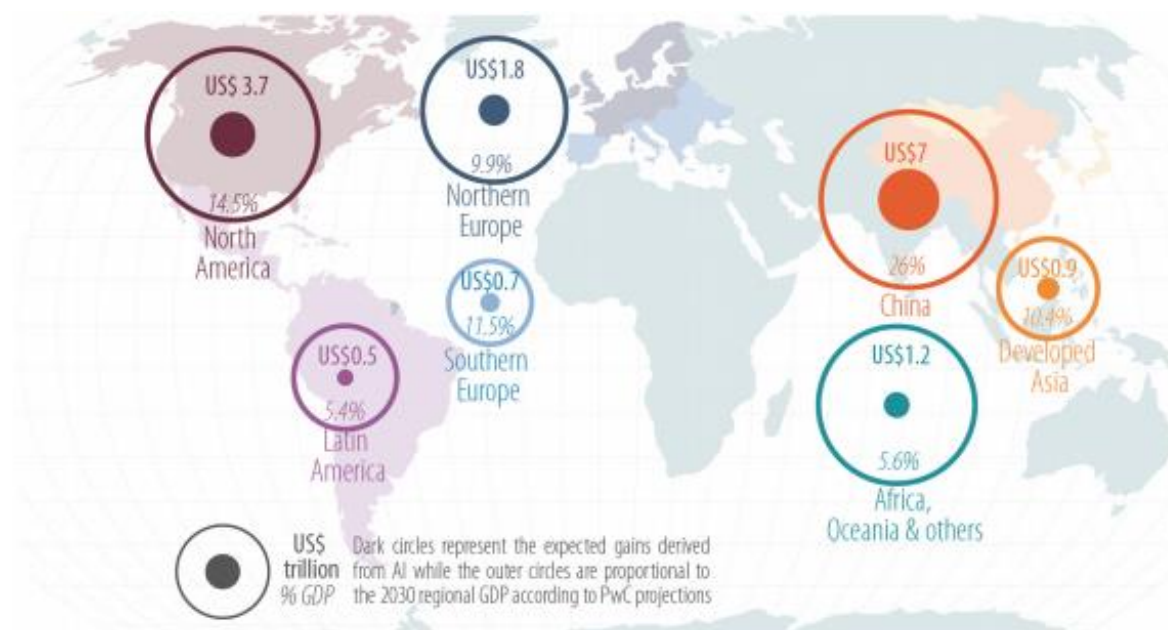 US$ 3.7
14.5%
North
America
US$1.8
9.9%
Northern
Europe
US$0.7
11.5%
Southern
Europe
US$0.5
5.4%
Latin
America
US$7
26%
China
US$0.9
10.4%
Developed
Asia
US$1.2
5.6%
Africa,
Oceania & others
US$
trillion
% GDP
Dark circles represent the expected gains derived
from AI while the outer circles are proportional to
the 2030 regional GDP according to PwC projections